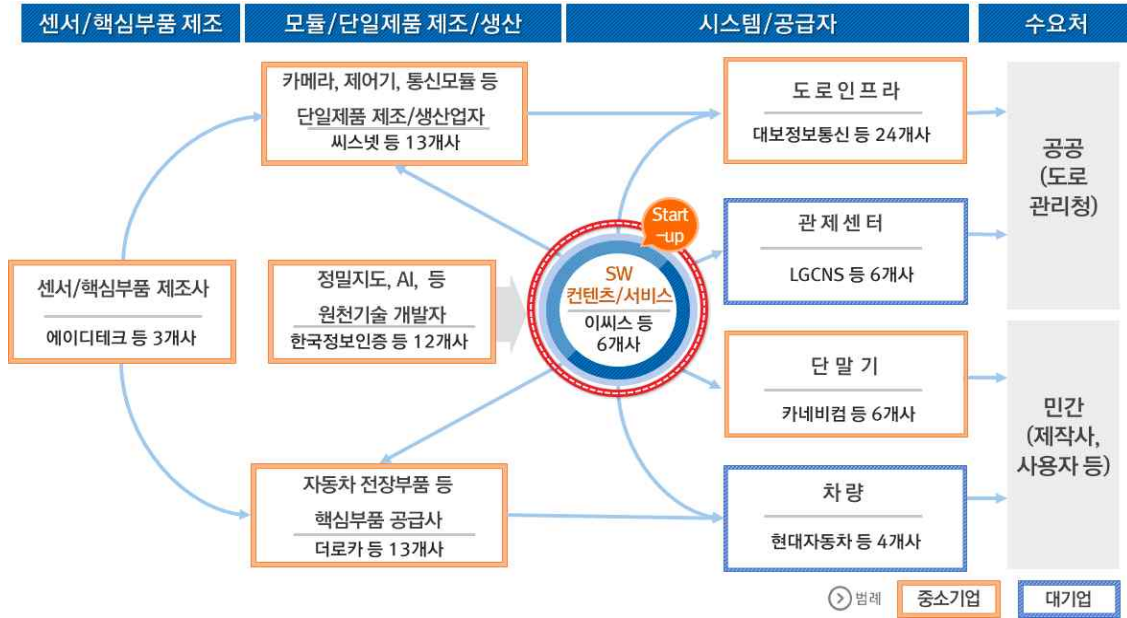 센서/핵심부품 제조
모듈/단일제품 제조/생산
시스템/공급자
수요처
카메라, 제어기, 통신모듈 등
단일제품 제조/생산업자
씨스넷 등 13개사
도로인프라
대보정보통신 등 24개사
공공
(도로
관리청)
Start
-up
관제센터
LGCNS 등 6개사
센서/핵심부품 제조사
에이디테크 등 3개사
정밀지도, AI, 등
원천기술 개발자
한국정보인증 등 12개사
SW
컨텐츠/서비스
이씨스 등
6개사
단말기
카네비컴 등 6개사
민간
(제작사,
사용자 등)
자동차 전장부품 등
핵심부품 공급사
더로카 등 13개사
차량
현대자동차 등 4개사
범례
중소기업
대기업